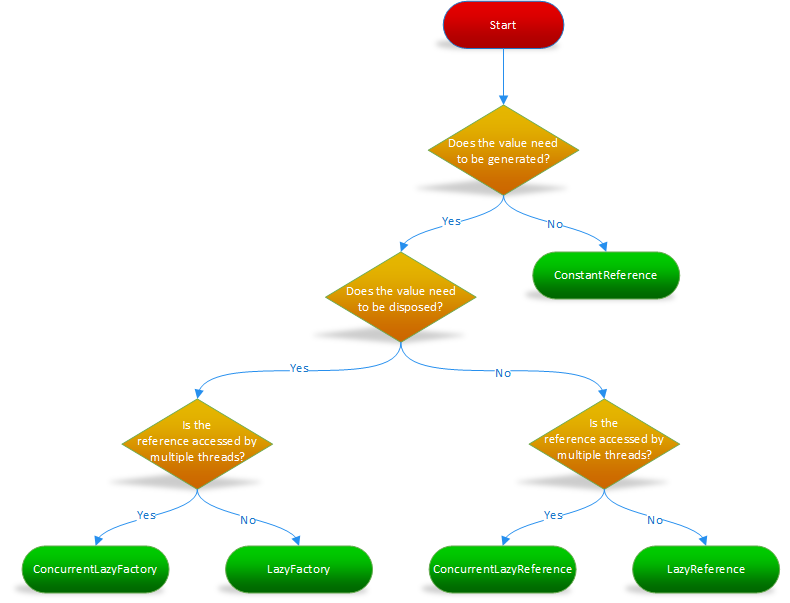 Start
Does the value need
to be generated?
Yes
No
ConstantReference
Does the value need
to be disposed?
Yes
No
Is the
reference accessed by
multiple threads?
Is the
reference accessed by
multiple threads?
Yes
No
Yes
No
ConcurrentLazyFactory
LazyFactory
ConcurrentLazyReference
LazyReference